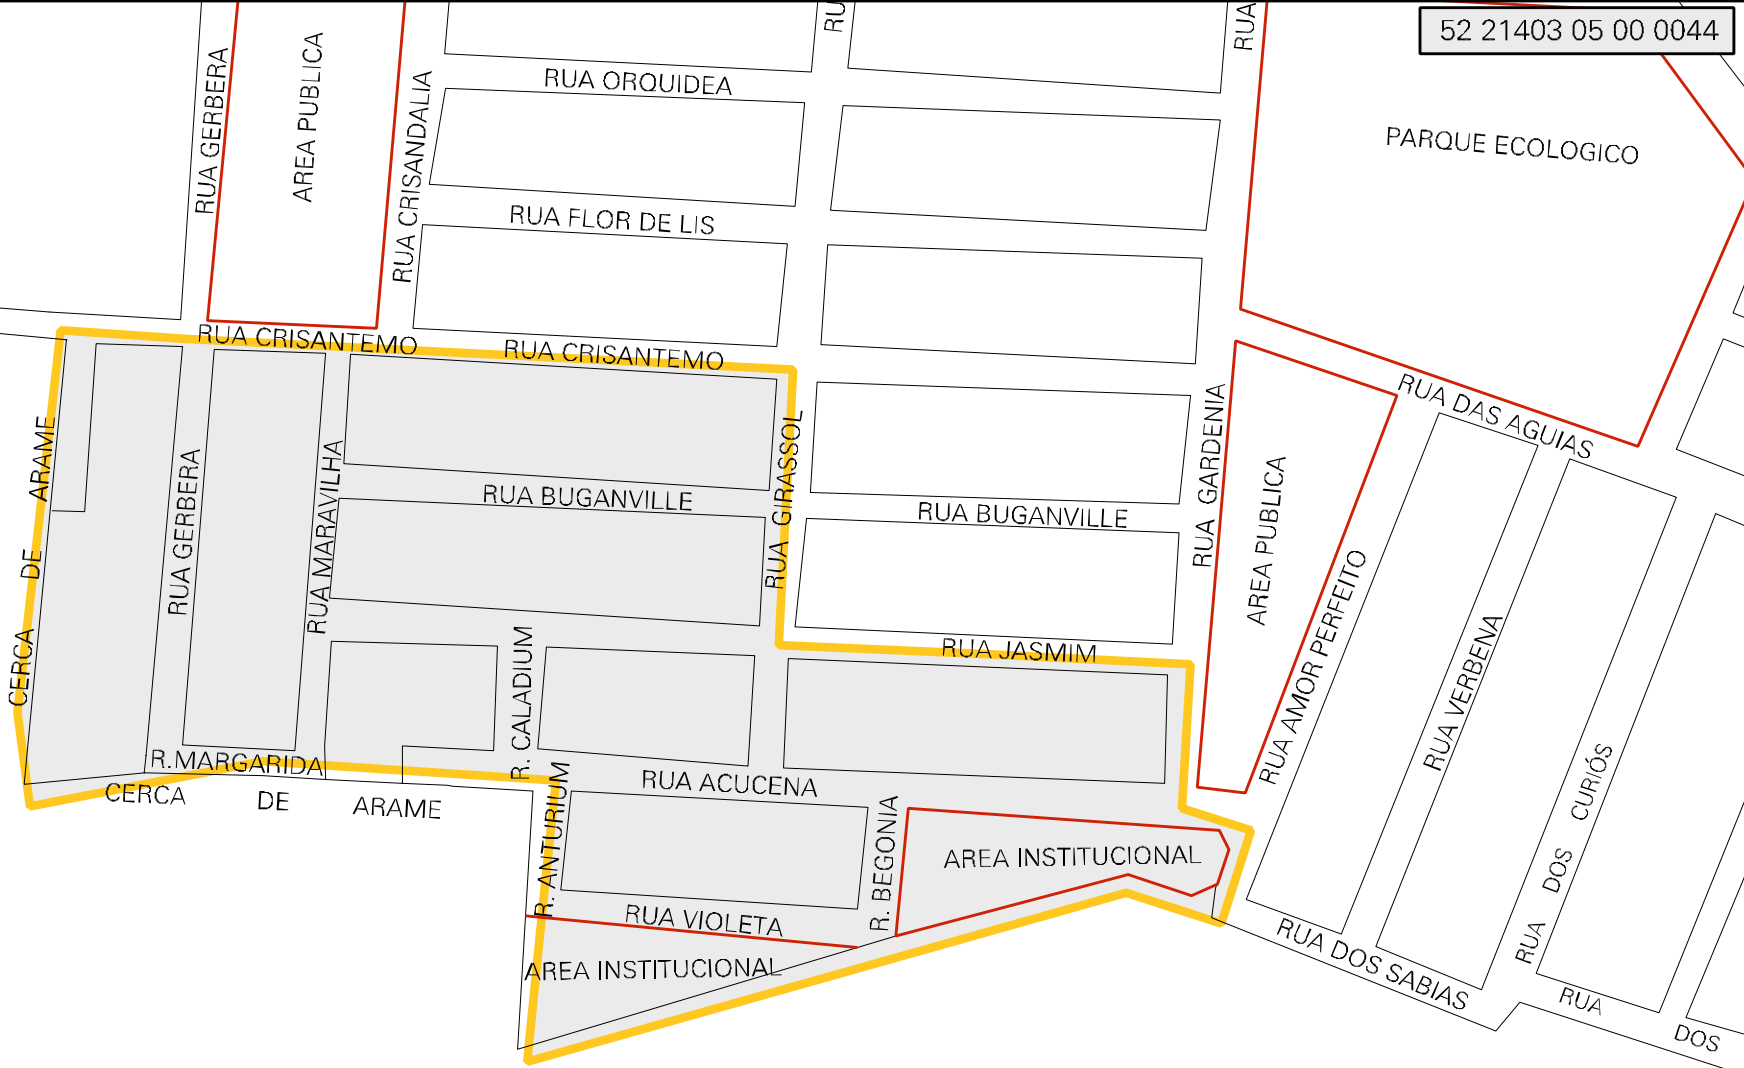 52 21403 05 00 0044
RU
RUA
RUA GERBERA
AREA PUBLICA
RUA CRISANDALIA
RUA ORQUIDEA
PARQUE ECOLOGICO
RUA FLOR DE LIS
RUA CRISANTEMO
RUA CRISANTEMO
RUA DAS AGUIAS
CERCA DE ARAME
RUA GERBERA
RUA MARAVILHA
RUA BUGANVILLE
RUA GIRASSOL
RUA BUGANVILLE
RUA GARDENIA
AREA PUBLICA
RUA AMOR PERFEITO
RUA VERBENA
RUA DOS CURIÓS
RUA JASMIM
R. CALADIUM
R.MARGARIDA
CERCA DE ARAME
RUA ACUCENA
R. ANTURIUM
R. BEGONIA
AREA INSTITUCIONAL
RUA VIOLETA
AREA INSTITUCIONAL
RUA DOS SABIAS
RUA DOS